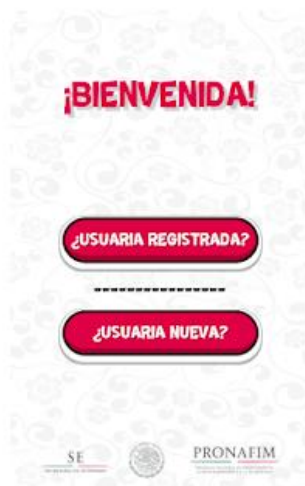 ¡BIENVENIDA!
¿USUARIA REGISTRADA?
¿USUARIA NUEVA?
SE
PRONAFIM